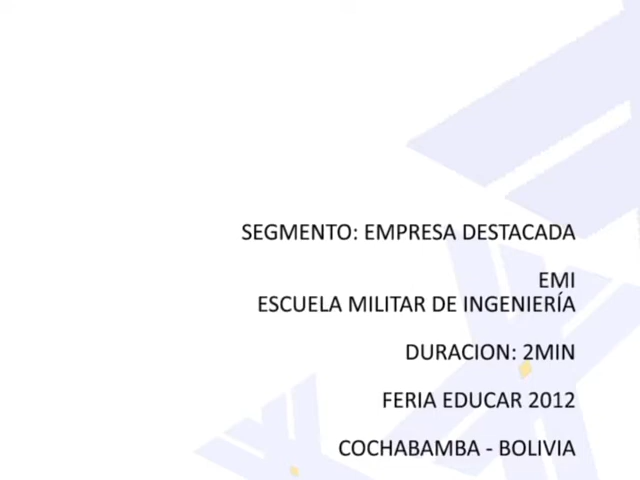 SEGMENTO: EMPRESA DESTACADA
EMI
ESCUELA MILITAR DE INGENIERÍA
DURACION: 2MIN
FERIA EDUCAR 2012
COCHABAMBA - BOLIVIA